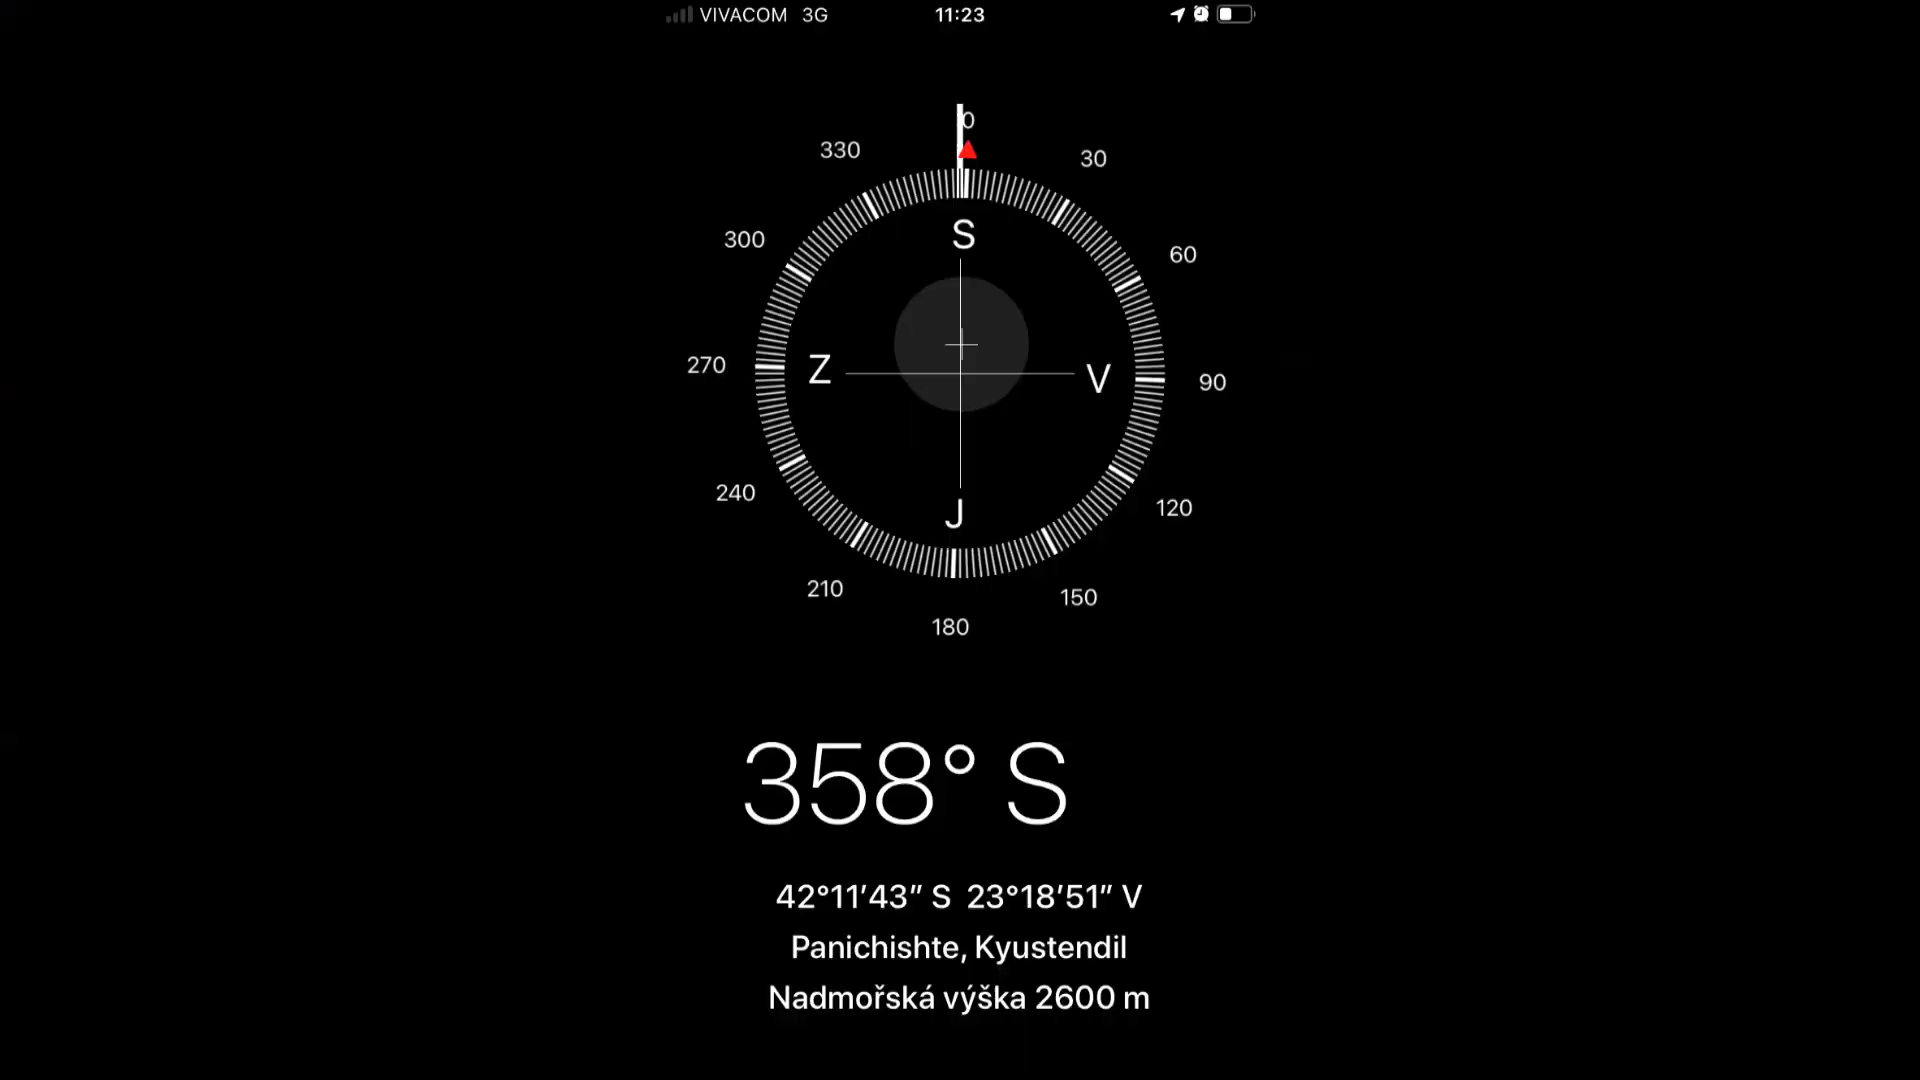 VIVACOM 3G 11:23
0
330 30
300 60
S
270 Z V 90
240 120
J
210 150
180
358° S
42°11′43″ S 23°18′51″ V
Panichishte, Kyustendil
Nadmořská výška 2600 m